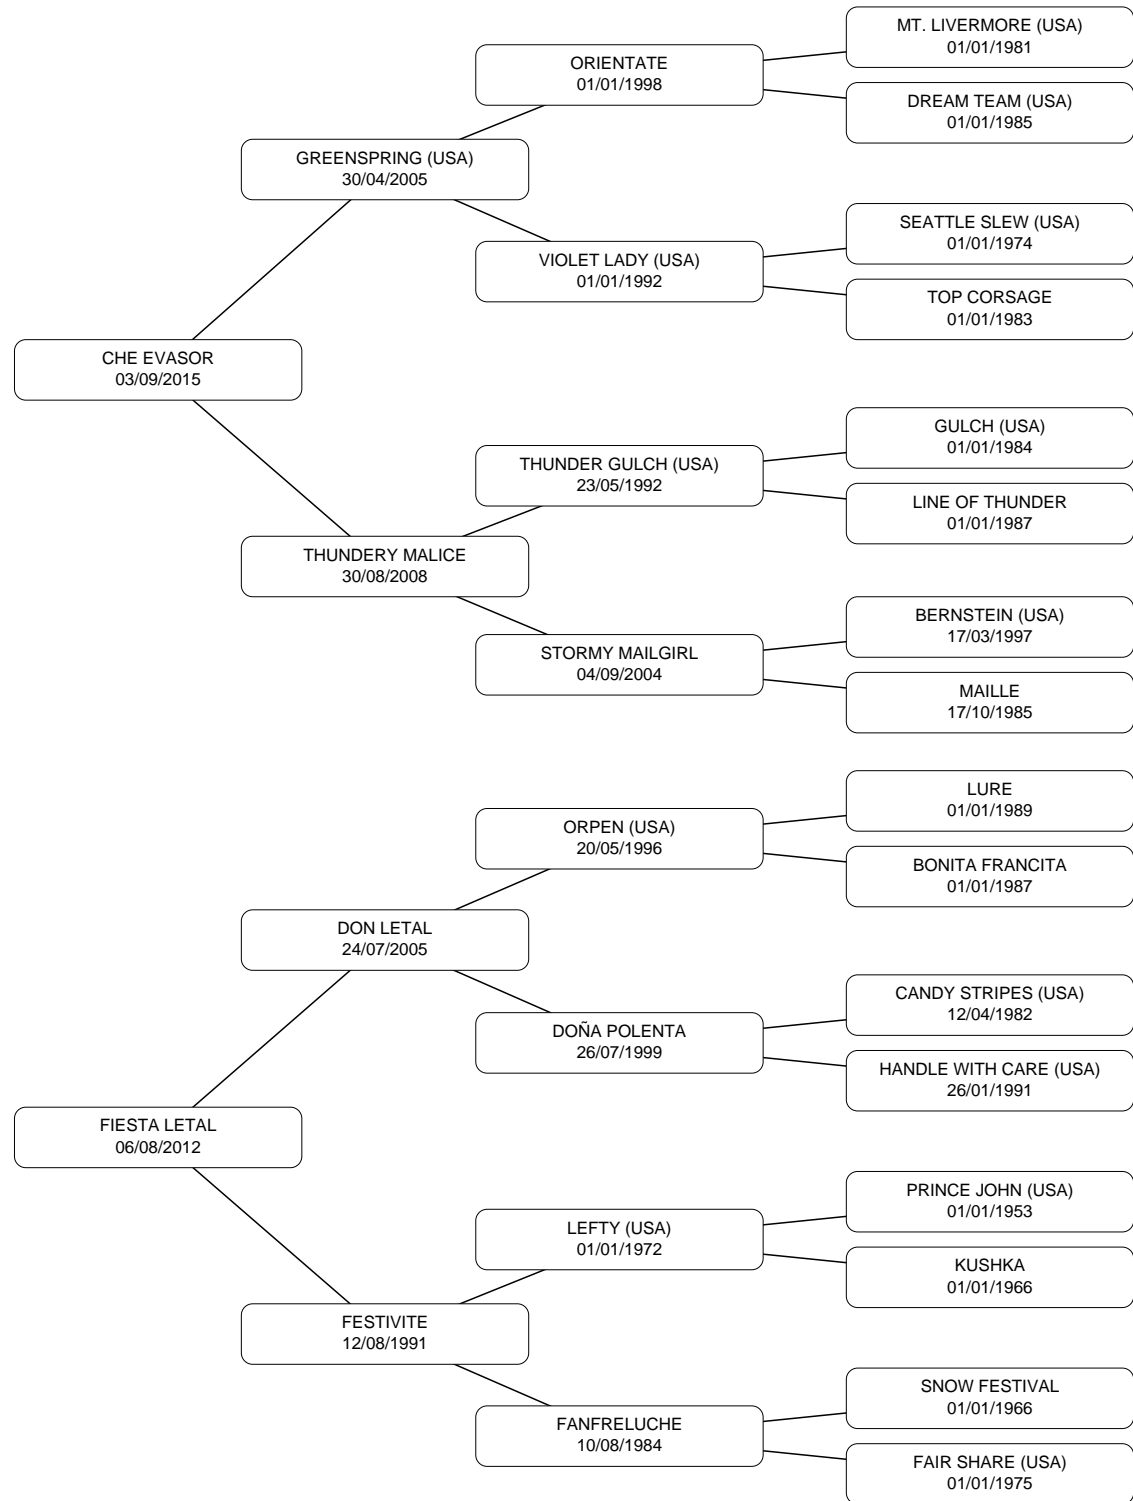 MT. LIVERMORE (USA)
01/01/1981
ORIENTATE
01/01/1998
DREAM TEAM (USA)
01/01/1985
GREENSPRING (USA)
30/04/2005
SEATTLE SLEW (USA)
01/01/1974
VIOLET LADY (USA)
01/01/1992
TOP CORSAGE
01/01/1983
CHE EVASOR
03/09/2015
GULCH (USA)
01/01/1984
THUNDER GULCH (USA)
23/05/1992
LINE OF THUNDER
01/01/1987
THUNDERY MALICE
30/08/2008
BERNSTEIN (USA)
17/03/1997
STORMY MAILGIRL
04/09/2004
MAILLE
17/10/1985
LURE
01/01/1989
ORPEN (USA)
20/05/1996
BONITA FRANCITA
01/01/1987
DON LETAL
24/07/2005
CANDY STRIPES (USA)
12/04/1982
DOÑA POLENTA
26/07/1999
HANDLE WITH CARE (USA)
26/01/1991
FIESTA LETAL
06/08/2012
PRINCE JOHN (USA)
01/01/1953
LEFTY (USA)
01/01/1972
KUSHKA
01/01/1966
FESTIVITE
12/08/1991
SNOW FESTIVAL
01/01/1966
FANFRELUCHE
10/08/1984
FAIR SHARE (USA)
01/01/1975